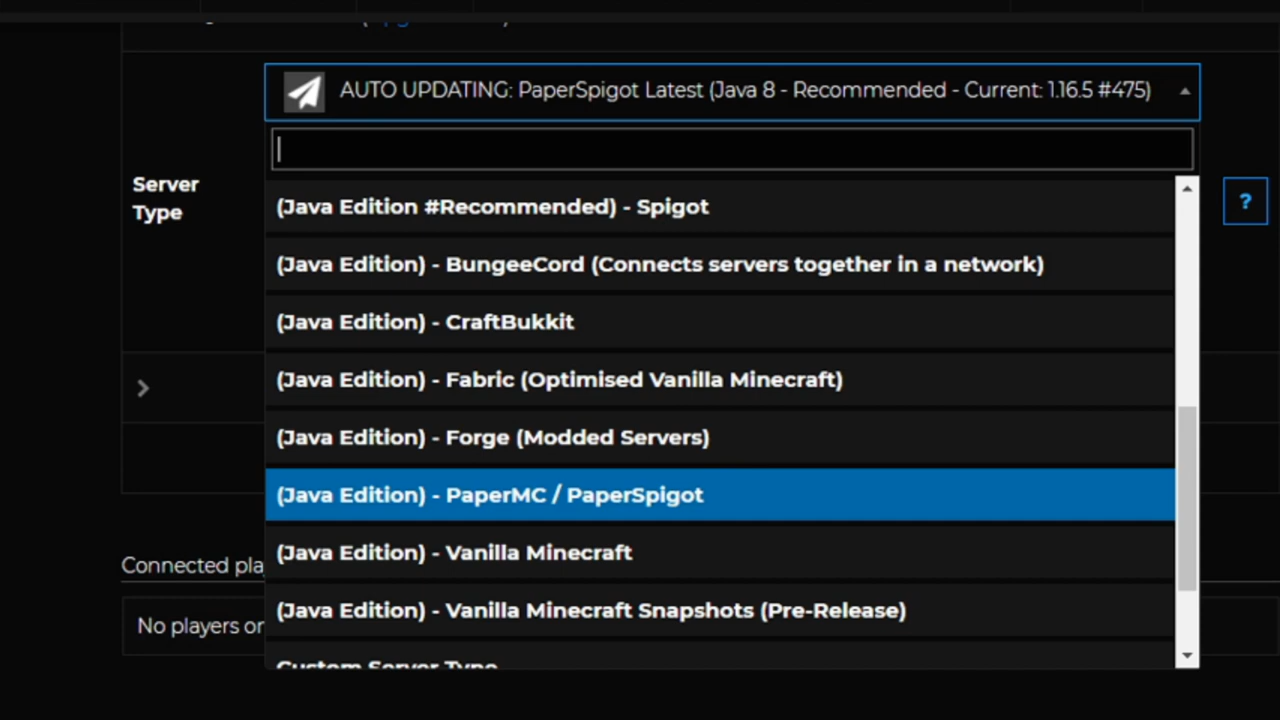 AUTO UPDATING: PaperSpigot Latest (Java 8 - Recommended - Current: 1.16.5 #475)
Server
Type
?
(Java Edition #Recommended) - Spigot
(Java Edition) - BungeeCord (Connects servers together in a network)
(Java Edition) - CraftBukkit
(Java Edition) - Fabric (Optimised Vanilla Minecraft)
(Java Edition) - Forge (Modded Servers)
(Java Edition) - PaperMC / PaperSpigot
(Java Edition) - Vanilla Minecraft
(Java Edition) - Vanilla Minecraft Snapshots (Pre-Release)
Custom Server Type
Connected pla
No players or